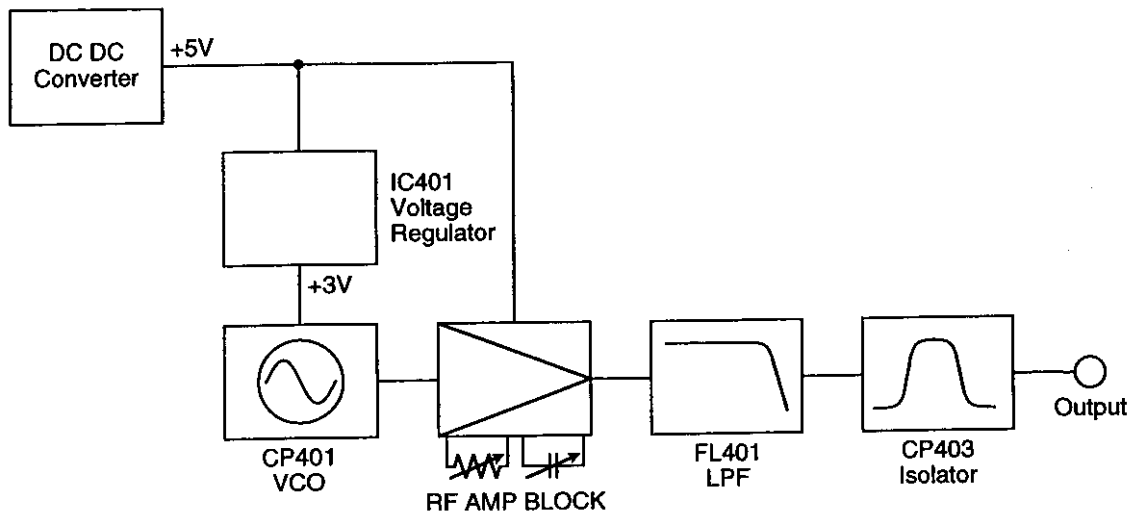 DC DC
Converter
+5V
IC401
Voltage
Regulator
+3V
CP401
VCO
RF AMP BLOCK
FL401
LPF
CP403
Isolator
Output